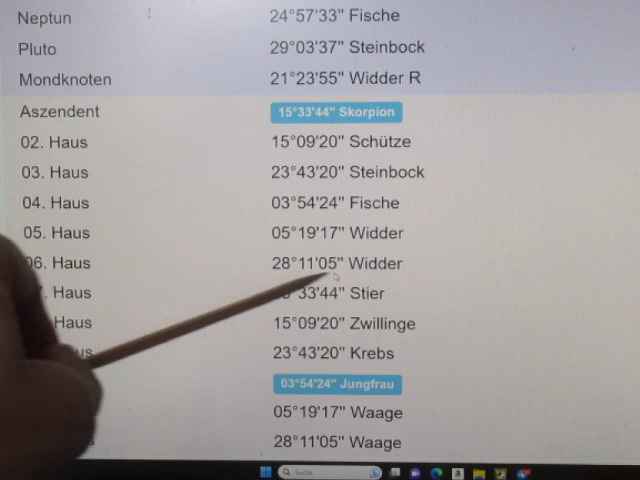 Neptun 24°57'33" Fische
Pluto 29°03'37" Steinbock
Mondknoten 21°23'55" Widder R
Aszendent 15°33'44" Skorpion
02. Haus 15°09'20" Schütze
03. Haus 23°43'20" Steinbock
04. Haus 03°54'24" Fische
05. Haus 05°19'17" Widder
06. Haus 28°11'05" Widder
33'44" Stier
Haus 15°09'20" Zwillinge
23°43'20" Krebs
03°54'24" Jungfrau
05°19'17" Waage
28°11'05" Waage
Suche